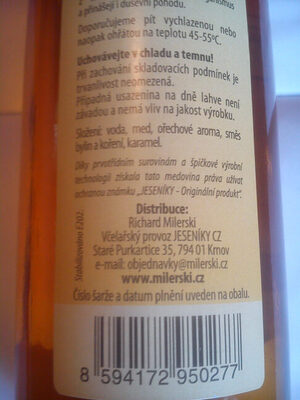 a přinášejí i duševní pohodu.
Doporučujeme pít vychlazenou nebo
naopak ohřátou na teplotu 45-55°C.
Uchovávejte v chladu a temnu!
Při zachování skladovacích podmínek je
trvanlivost neomezená.
Případná usazenina na dně lahve není
závadou a nemá vliv na jakost výrobku.
Složení: voda, med, ořechové aroma, směs
bylin a koření, karamel.
Díky prvotřídním surovinám a špičkové výrobní
technologii získala tato medovina práva užívat
ochrannou známku „JESENÍKY - Originální produkt“.
Distribuce:
Richard Milerski
Včelařský provoz JESENÍKY CZ
Staré Purkartice 35, 794 01 Krnov
e-mail: objednavky@milerski.cz
www.milerski.cz
Číslo šarže a datum plnění uveden na obalu.
Stabilizováno E202.
8 594172 950277